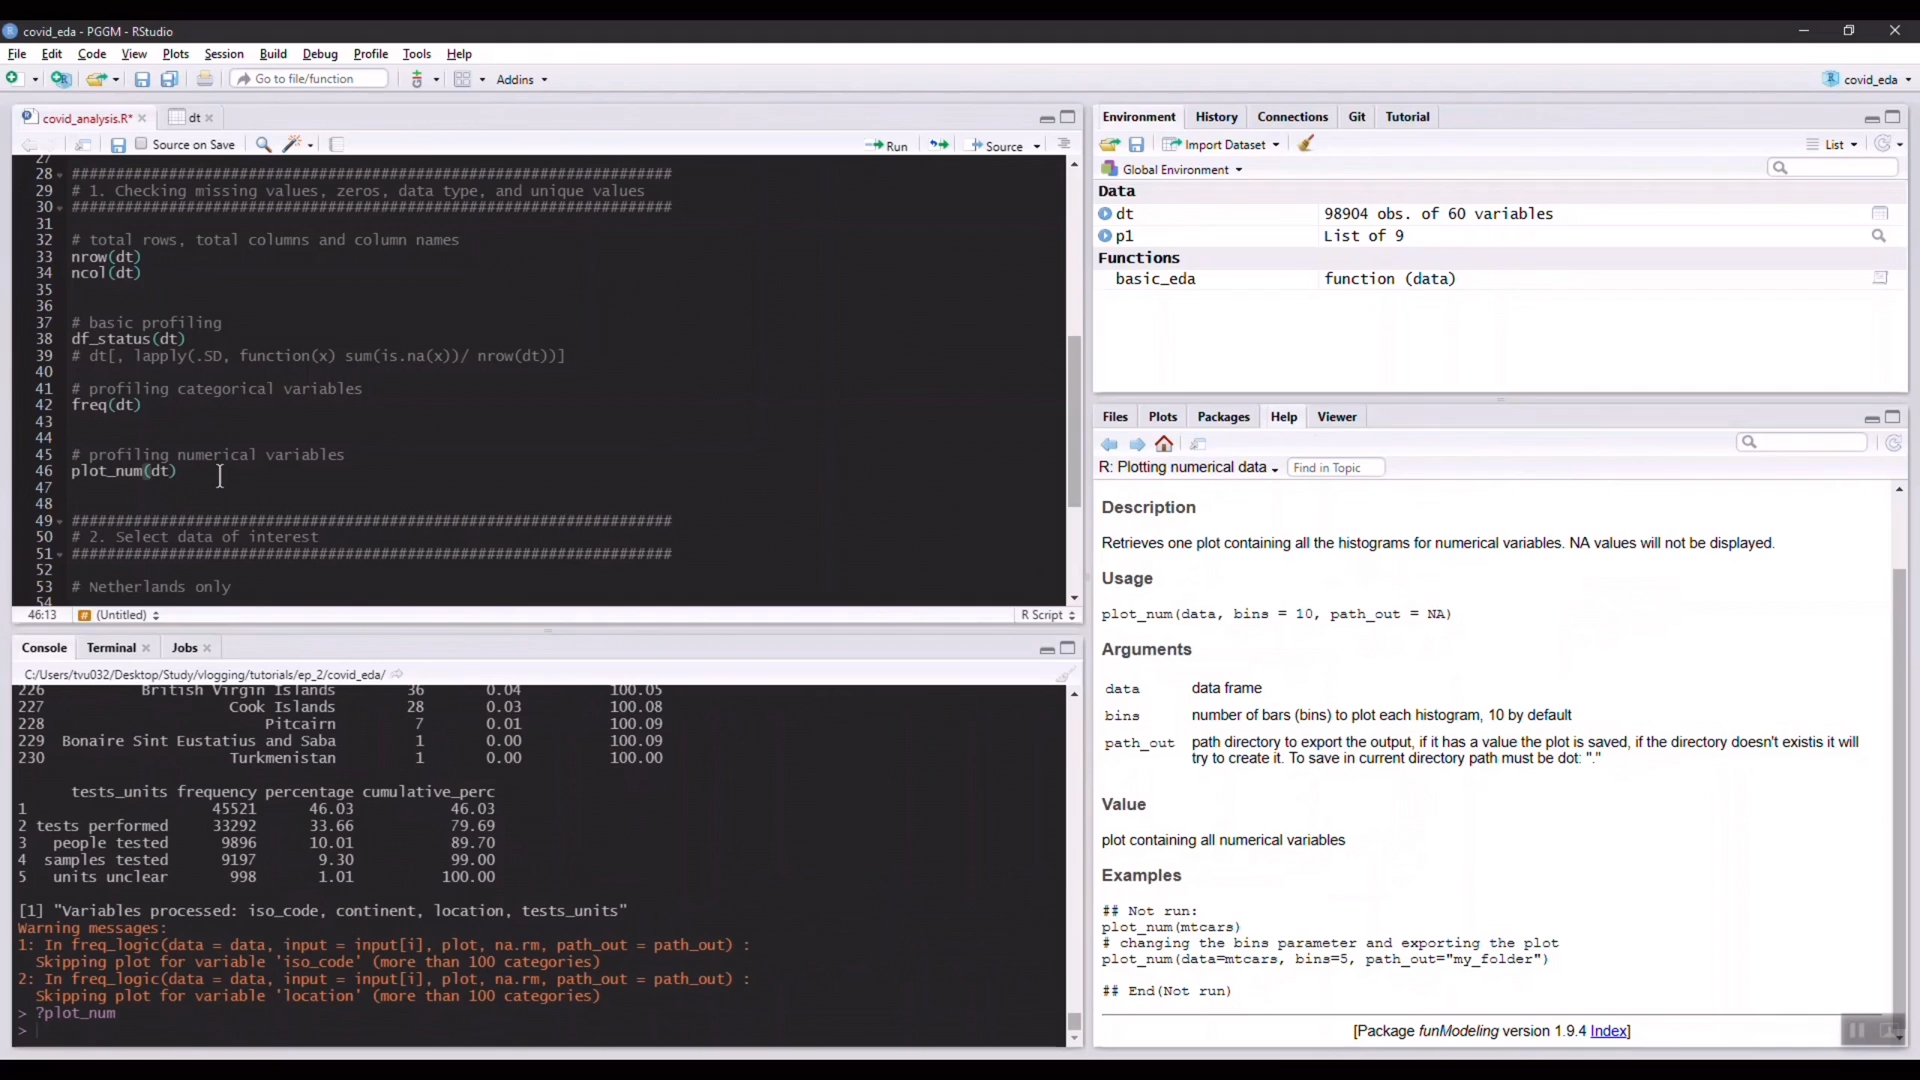 covid_eda - PGGM - RStudio
File Edit Code View Plots Session Build Debug Profile Tools Help
Go to file/function Addins covid_eda
covid_analysis.R* dt
Source on Save Run Source
27
28 ####################################################################
29 # 1. Checking missing values, zeros, data type, and unique values
30 ####################################################################
31
32 # total rows, total columns and column names
33 nrow(dt)
34 ncol(dt)
35
36
37 # basic profiling
38 df_status(dt)
39 # dt[, lapply(.SD, function(x) sum(is.na(x))/ nrow(dt))]
40
41 # profiling categorical variables
42 freq(dt)
43
44
45 # profiling numerical variables
46 plot_num(dt)
47
48
49 ####################################################################
50 # 2. Select data of interest
51 ####################################################################
52
53 # Netherlands only
54
46:13 (Untitled) R Script
Console Terminal Jobs
C:/Users/tvu032/Desktop/Study/vlogging/tutorials/ep_2/covid_eda/
226 British Virgin Islands 36 0.04 100.05
227 Cook Islands 28 0.03 100.08
228 Pitcairn 7 0.01 100.09
229 Bonaire Sint Eustatius and Saba 1 0.00 100.09
230 Turkmenistan 1 0.00 100.00
tests_units frequency percentage cumulative_perc
1 45521 46.03 46.03
2 tests performed 33292 33.66 79.69
3 people tested 9896 10.01 89.70
4 samples tested 9197 9.30 99.00
5 units unclear 998 1.01 100.00
[1] "Variables processed: iso_code, continent, location, tests_units"
Warning messages:
1: In freq_logic(data = data, input = input[i], plot, na.rm, path_out = path_out) :
Skipping plot for variable 'iso_code' (more than 100 categories)
2: In freq_logic(data = data, input = input[i], plot, na.rm, path_out = path_out) :
Skipping plot for variable 'location' (more than 100 categories)
> ?plot_num
>
Environment History Connections Git Tutorial
Import Dataset List
Global Environment
Data
dt 98904 obs. of 60 variables
p1 List of 9
Functions
basic_eda function (data)
Files Plots Packages Help Viewer
R: Plotting numerical data Find in Topic
Description
Retrieves one plot containing all the histograms for numerical variables. NA values will not be displayed.
Usage
plot_num(data, bins = 10, path_out = NA)
Arguments
data data frame
bins number of bars (bins) to plot each histogram, 10 by default
path_out path directory to export the output, if it has a value the plot is saved, if the directory doesn't existis it will
try to create it. To save in current directory path must be dot: "."
Value
plot containing all numerical variables
Examples
## Not run:
plot_num(mtcars)
# changing the bins parameter and exporting the plot
plot_num(data=mtcars, bins=5, path_out="my_folder")
## End(Not run)
[Package funModeling version 1.9.4 Index]